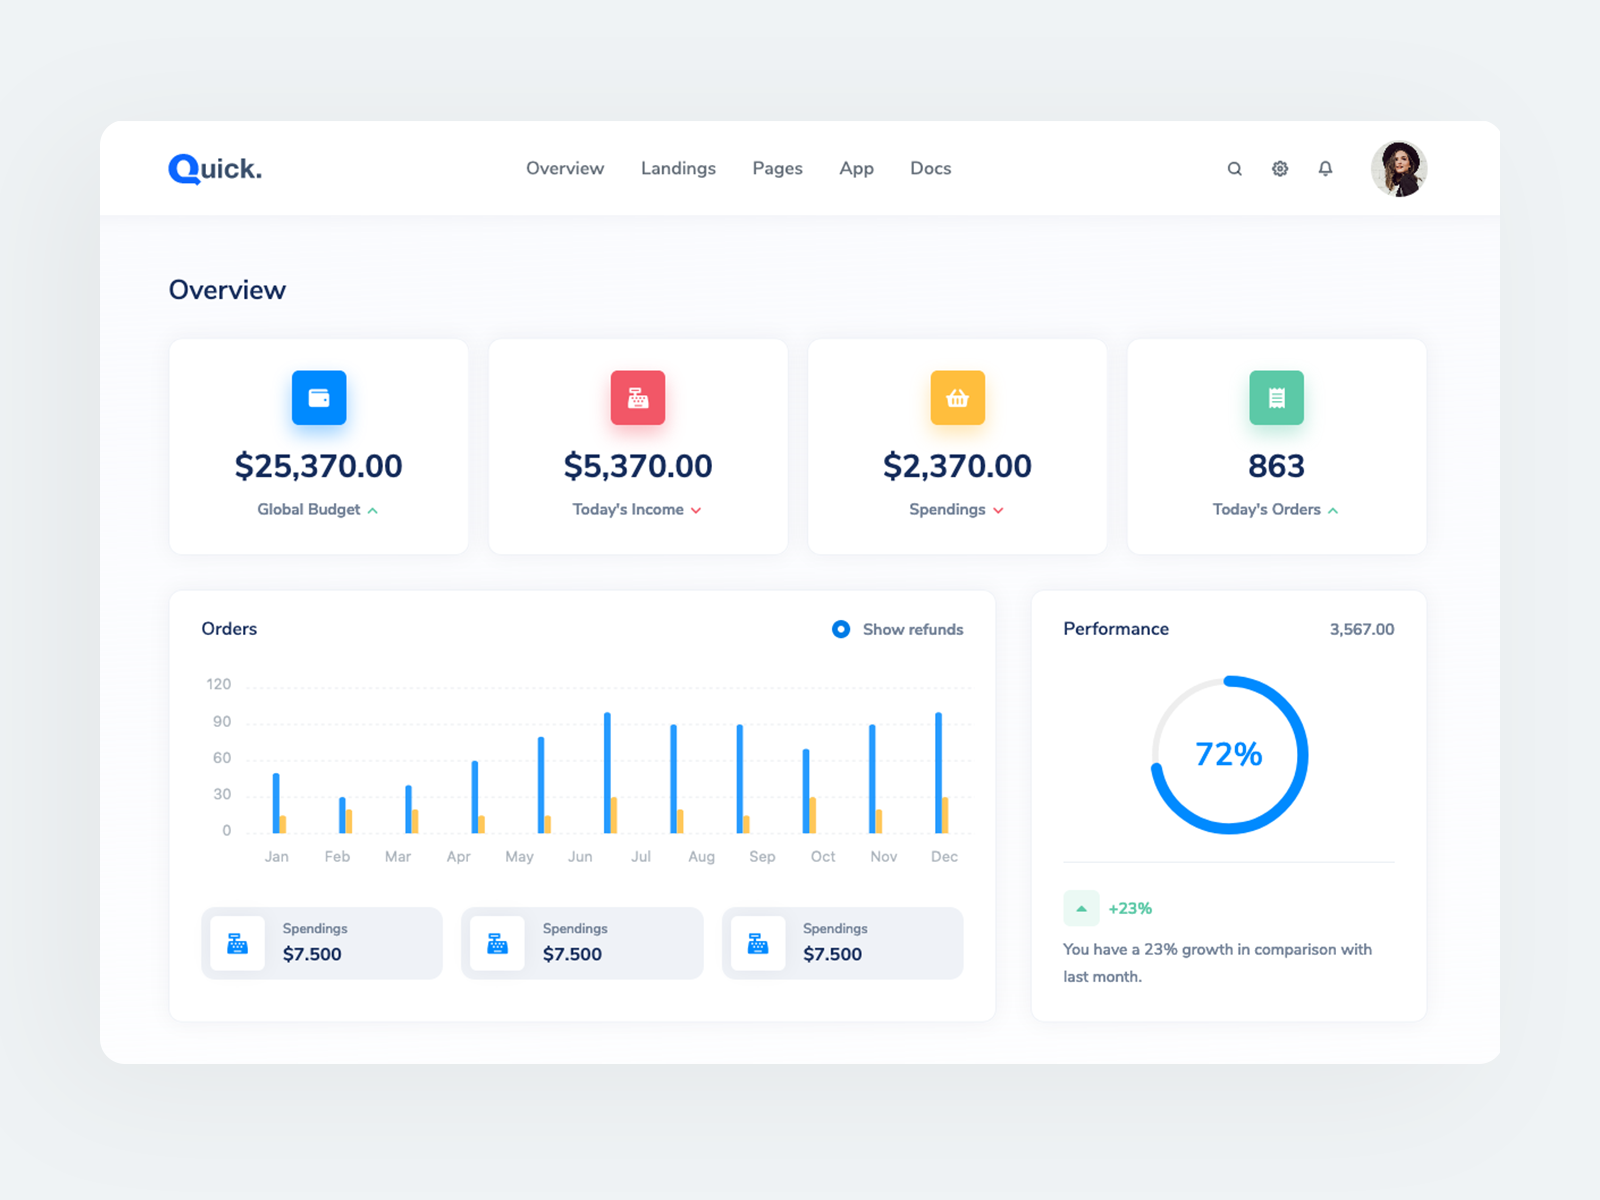 Quick.
Overview Landings Pages App Docs
Overview
$25,370.00
Global Budget
$5,370.00
Today's Income
$2,370.00
Spendings
863
Today's Orders
Orders
Show refunds
120
90
60
30
0
Jan Feb Mar Apr May Jun Jul Aug Sep Oct Nov Dec
Spendings
$7.500
Spendings
$7.500
Spendings
$7.500
Performance
3,567.00
72%
+23%
You have a 23% growth in comparison with
last month.